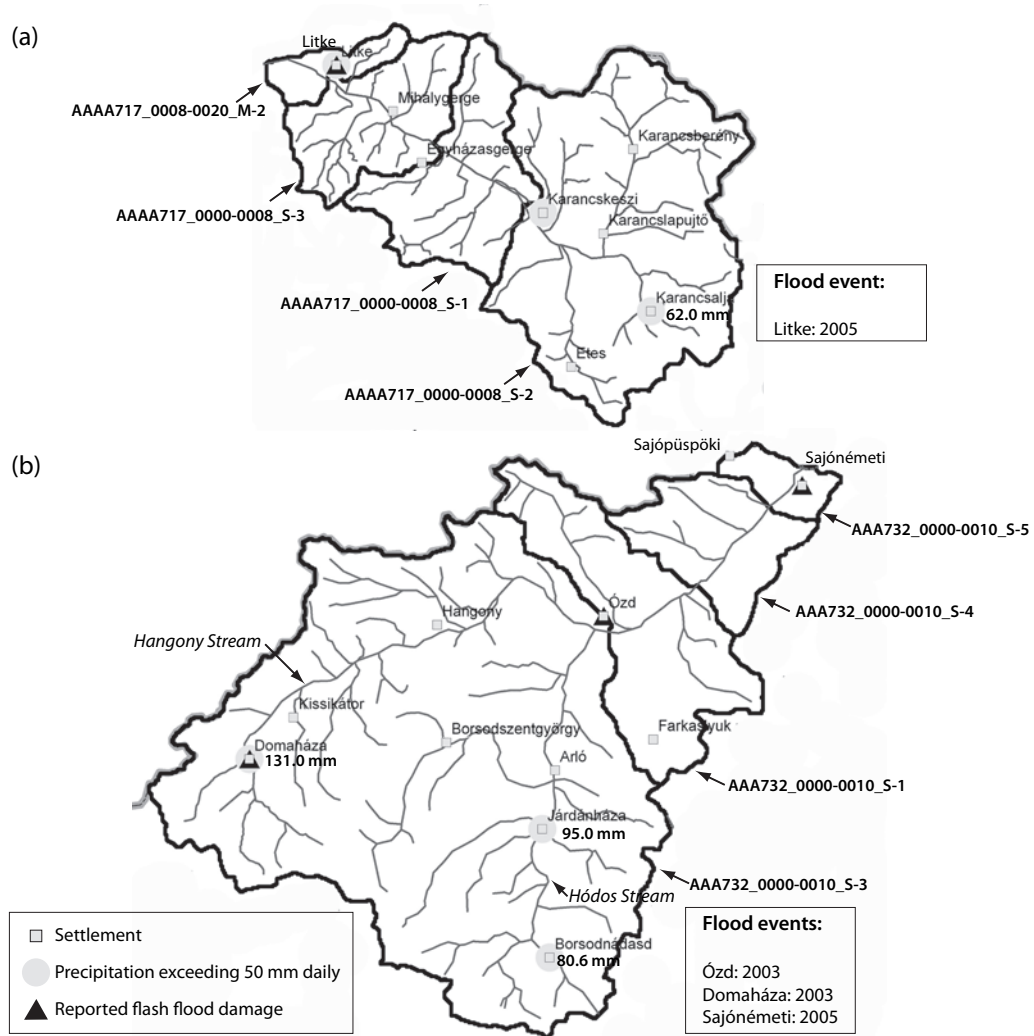 (a)
Litke
Litke
AAAA717_0008-0020_M-2
Mihálygerge
Karancsberény
Egyházasgerge
AAAA717_0000-0008_S-3
Karancskeszi
Karancslapujtő
AAAA717_0000-0008_S-1
Karancsalja
62.0 mm
Flood event:
Litke: 2005
Etes
AAAA717_0000-0008_S-2
(b)
Sajópüspöki
Sajónémeti
AAA732_0000-0010_S-5
Ózd
AAA732_0000-0010_S-4
Hangony
Hangony Stream
Kissikátor
Farkaslyuk
Borsodszentgyörgy
Domaháza
131.0 mm
Arló
AAA732_0000-0010_S-1
Járdánháza
95.0 mm
AAA732_0000-0010_S-3
Hódos Stream
Borsodnádasd
80.6 mm
Settlement
Precipitation exceeding 50 mm daily
Reported flash flood damage
Flood events:
Ózd: 2003
Domaháza: 2003
Sajónémeti: 2005